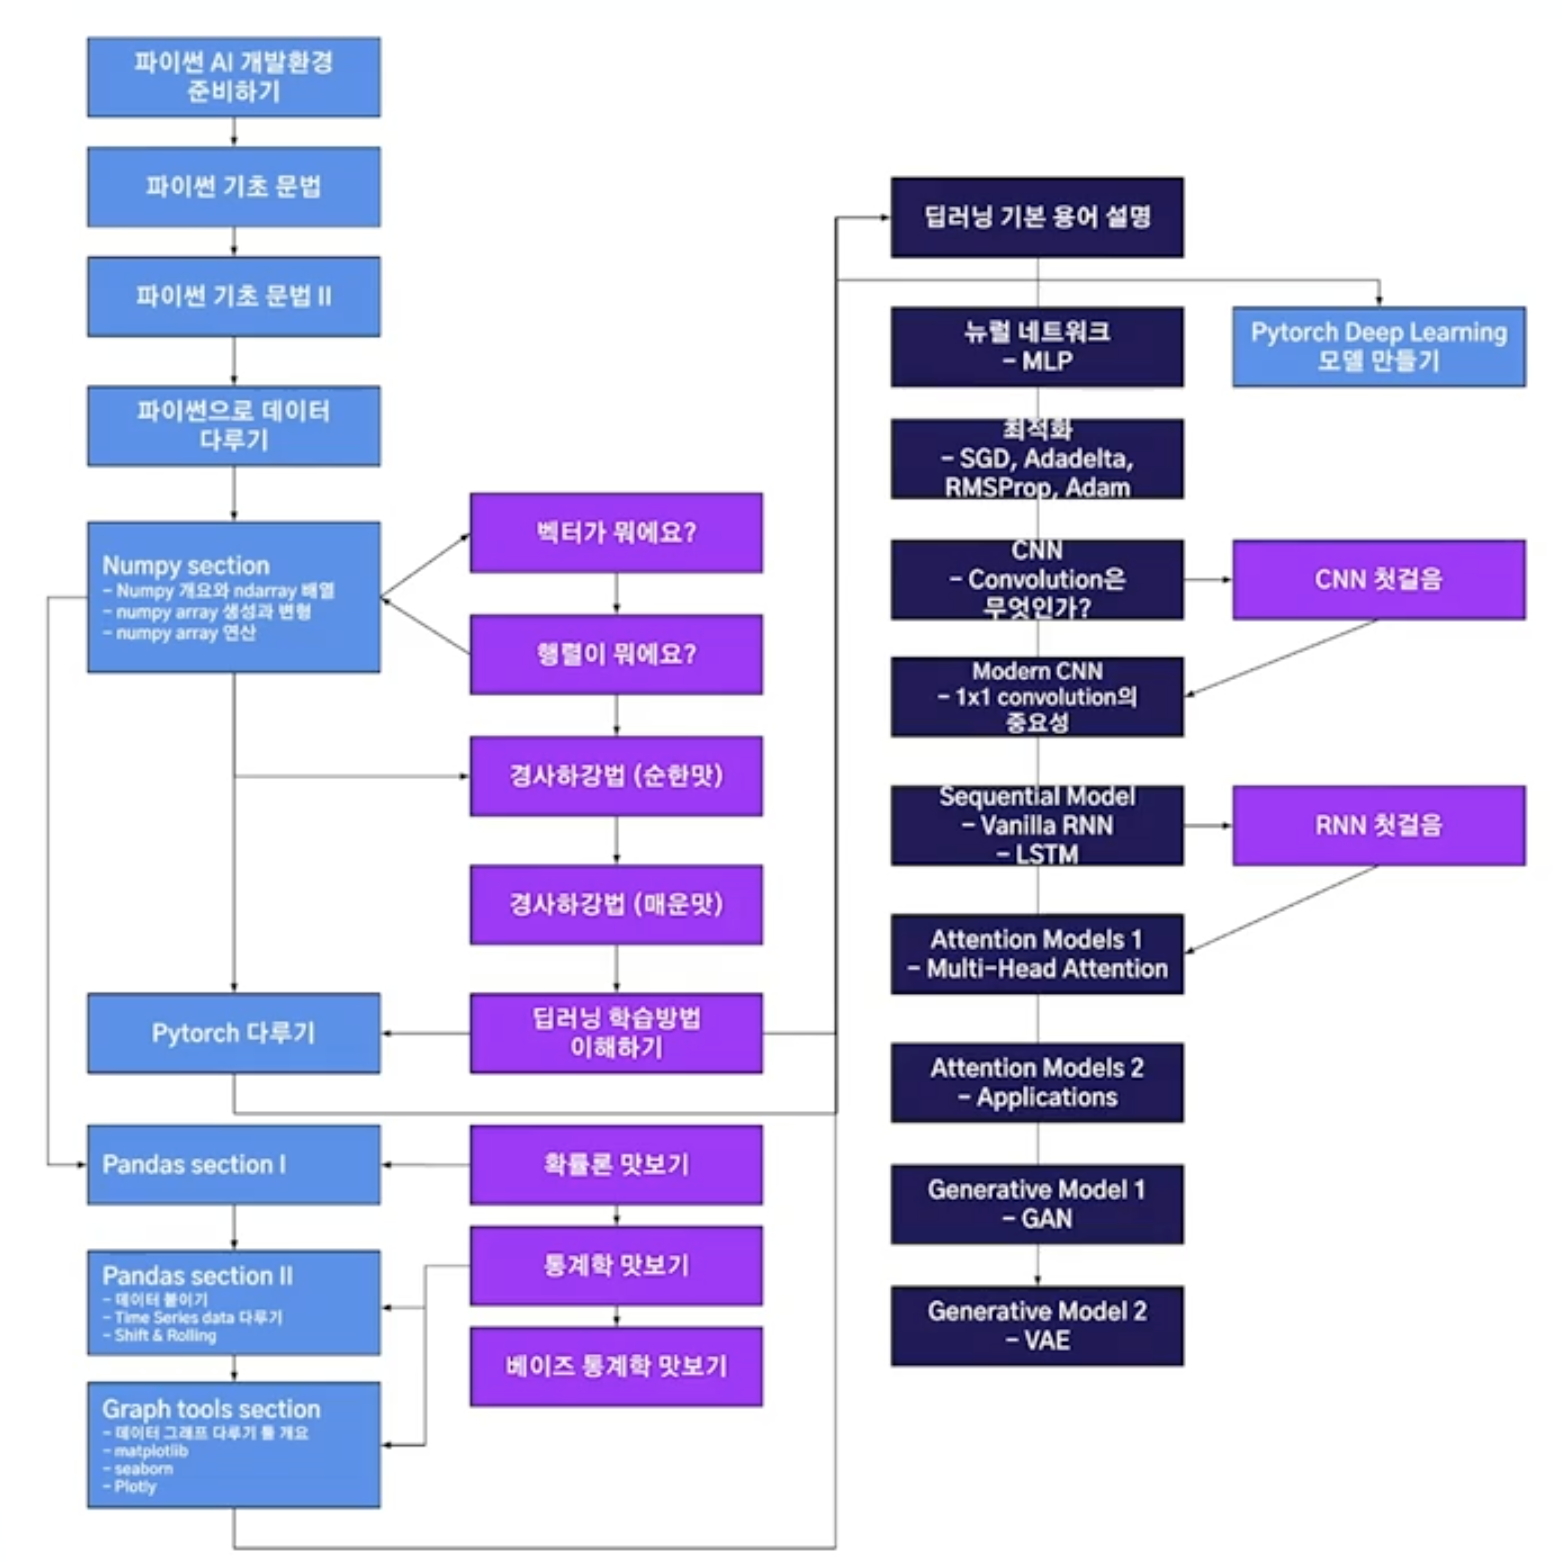 파이썬 AI 개발환경
준비하기
파이썬 기초 문법
파이썬 기초 문법 II
파이썬으로 데이터
다루기
Numpy section
- Numpy 개요와 ndarray 배열
- numpy array 생성과 변형
- numpy array 연산
벡터가 뭐에요?
행렬이 뭐에요?
경사하강법 (순한맛)
경사하강법 (매운맛)
딥러닝 학습방법
이해하기
Pytorch 다루기
Pandas section I
Pandas section II
- 데이터 붙이기
- Time Series data 다루기
- Shift & Rolling
Graph tools section
- 데이터 그래프 다루기 툴 개요
- matplotlib
- seaborn
- Plotly
확률론 맛보기
통계학 맛보기
베이즈 통계학 맛보기
딥러닝 기본 용어 설명
뉴럴 네트워크
- MLP
Pytorch Deep Learning
모델 만들기
최적화
- SGD, Adadelta,
RMSProp, Adam
CNN
- Convolution은
무엇인가?
CNN 첫걸음
Modern CNN
- 1x1 convolution의
중요성
Sequential Model
- Vanilla RNN
- LSTM
RNN 첫걸음
Attention Models 1
- Multi-Head Attention
Attention Models 2
- Applications
Generative Model 1
- GAN
Generative Model 2
- VAE